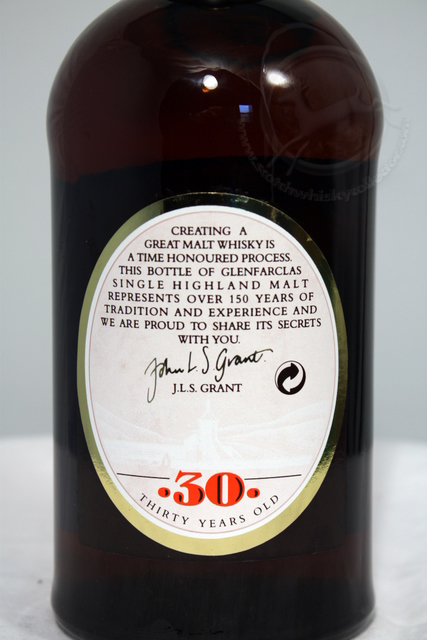 CREATING A
GREAT MALT WHISKY IS
A TIME HONOURED PROCESS.
THIS BOTTLE OF GLENFARCLAS
SINGLE HIGHLAND MALT
REPRESENTS OVER 150 YEARS OF
TRADITION AND EXPERIENCE AND
WE ARE PROUD TO SHARE ITS SECRETS
WITH YOU.
John L. S. Grant.
J.L.S. GRANT
·30·
THIRTY YEARS OLD